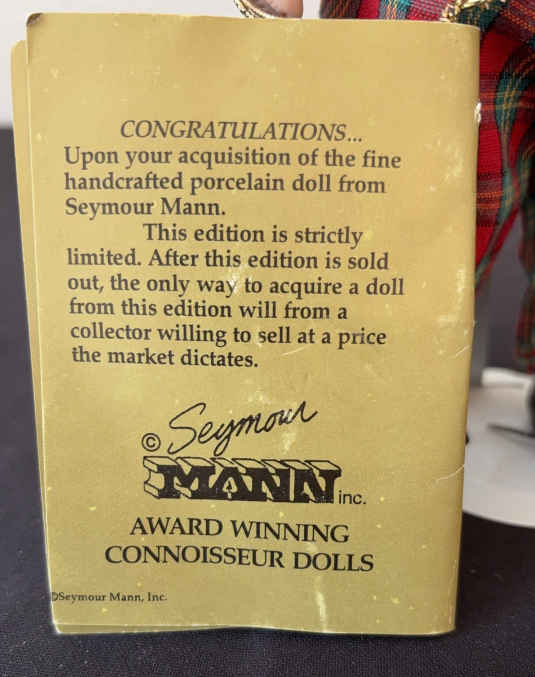 CONGRATULATIONS...
Upon your acquisition of the fine
handcrafted porcelain doll from
Seymour Mann.
This edition is strictly
limited. After this edition is sold
out, the only way to acquire a doll
from this edition will from a
collector willing to sell at a price
the market dictates.
© Seymour
MANN inc.
AWARD WINNING
CONNOISSEUR DOLLS
©Seymour Mann, Inc.